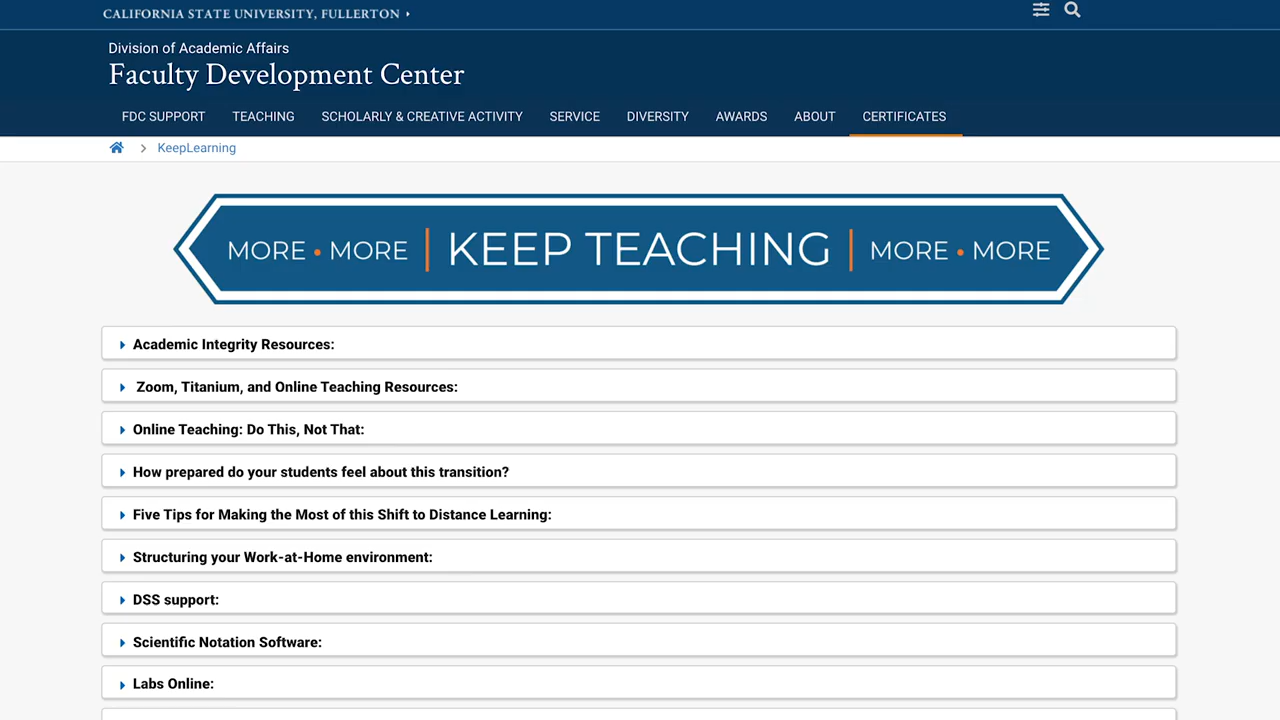 CALIFORNIA STATE UNIVERSITY, FULLERTON
Division of Academic Affairs
Faculty Development Center
FDC SUPPORT TEACHING SCHOLARLY & CREATIVE ACTIVITY SERVICE DIVERSITY AWARDS ABOUT CERTIFICATES
KeepLearning
MORE • MORE | KEEP TEACHING | MORE • MORE
Academic Integrity Resources:
Zoom, Titanium, and Online Teaching Resources:
Online Teaching: Do This, Not That:
How prepared do your students feel about this transition?
Five Tips for Making the Most of this Shift to Distance Learning:
Structuring your Work-at-Home environment:
DSS support:
Scientific Notation Software:
Labs Online: